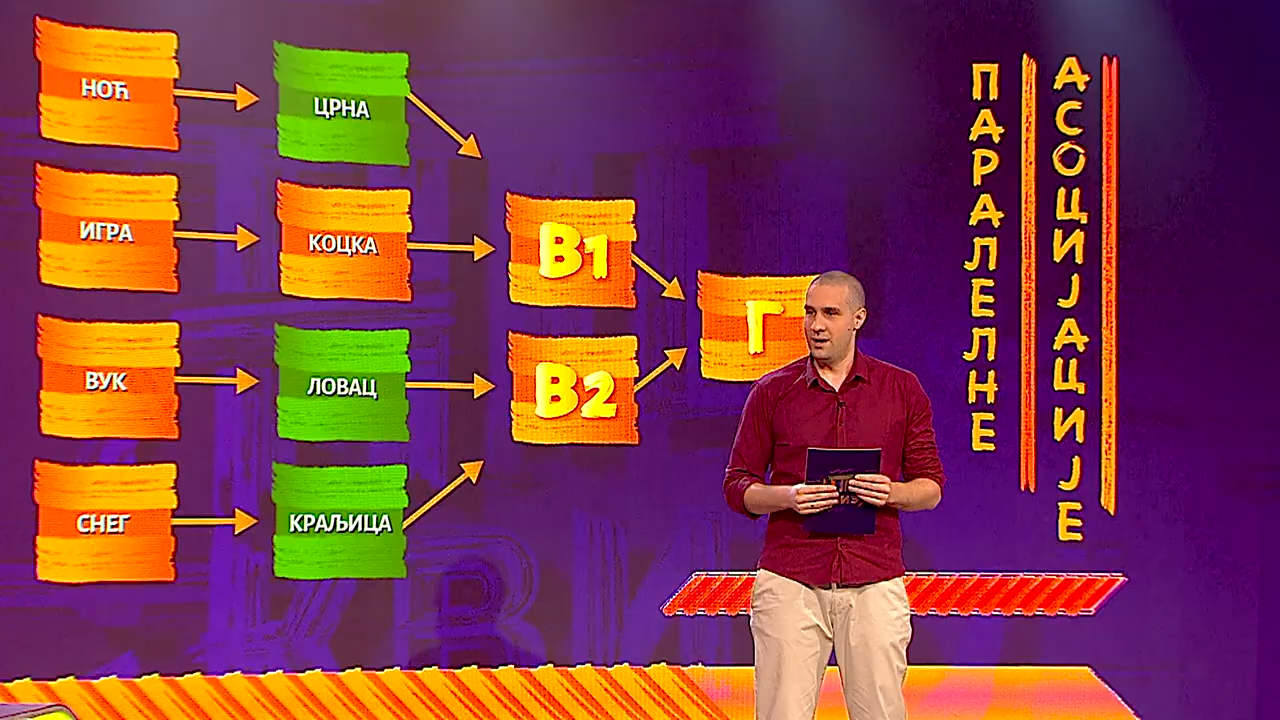 НОЋ
ЦРНА
ИГРА
КОЦКА
В1
ВУК
ЛОВАЦ
В2
Г
СНЕГ
КРАЉИЦА
ПАРАЛЕЛНЕ
АСОЦИЈАЦИЈЕ